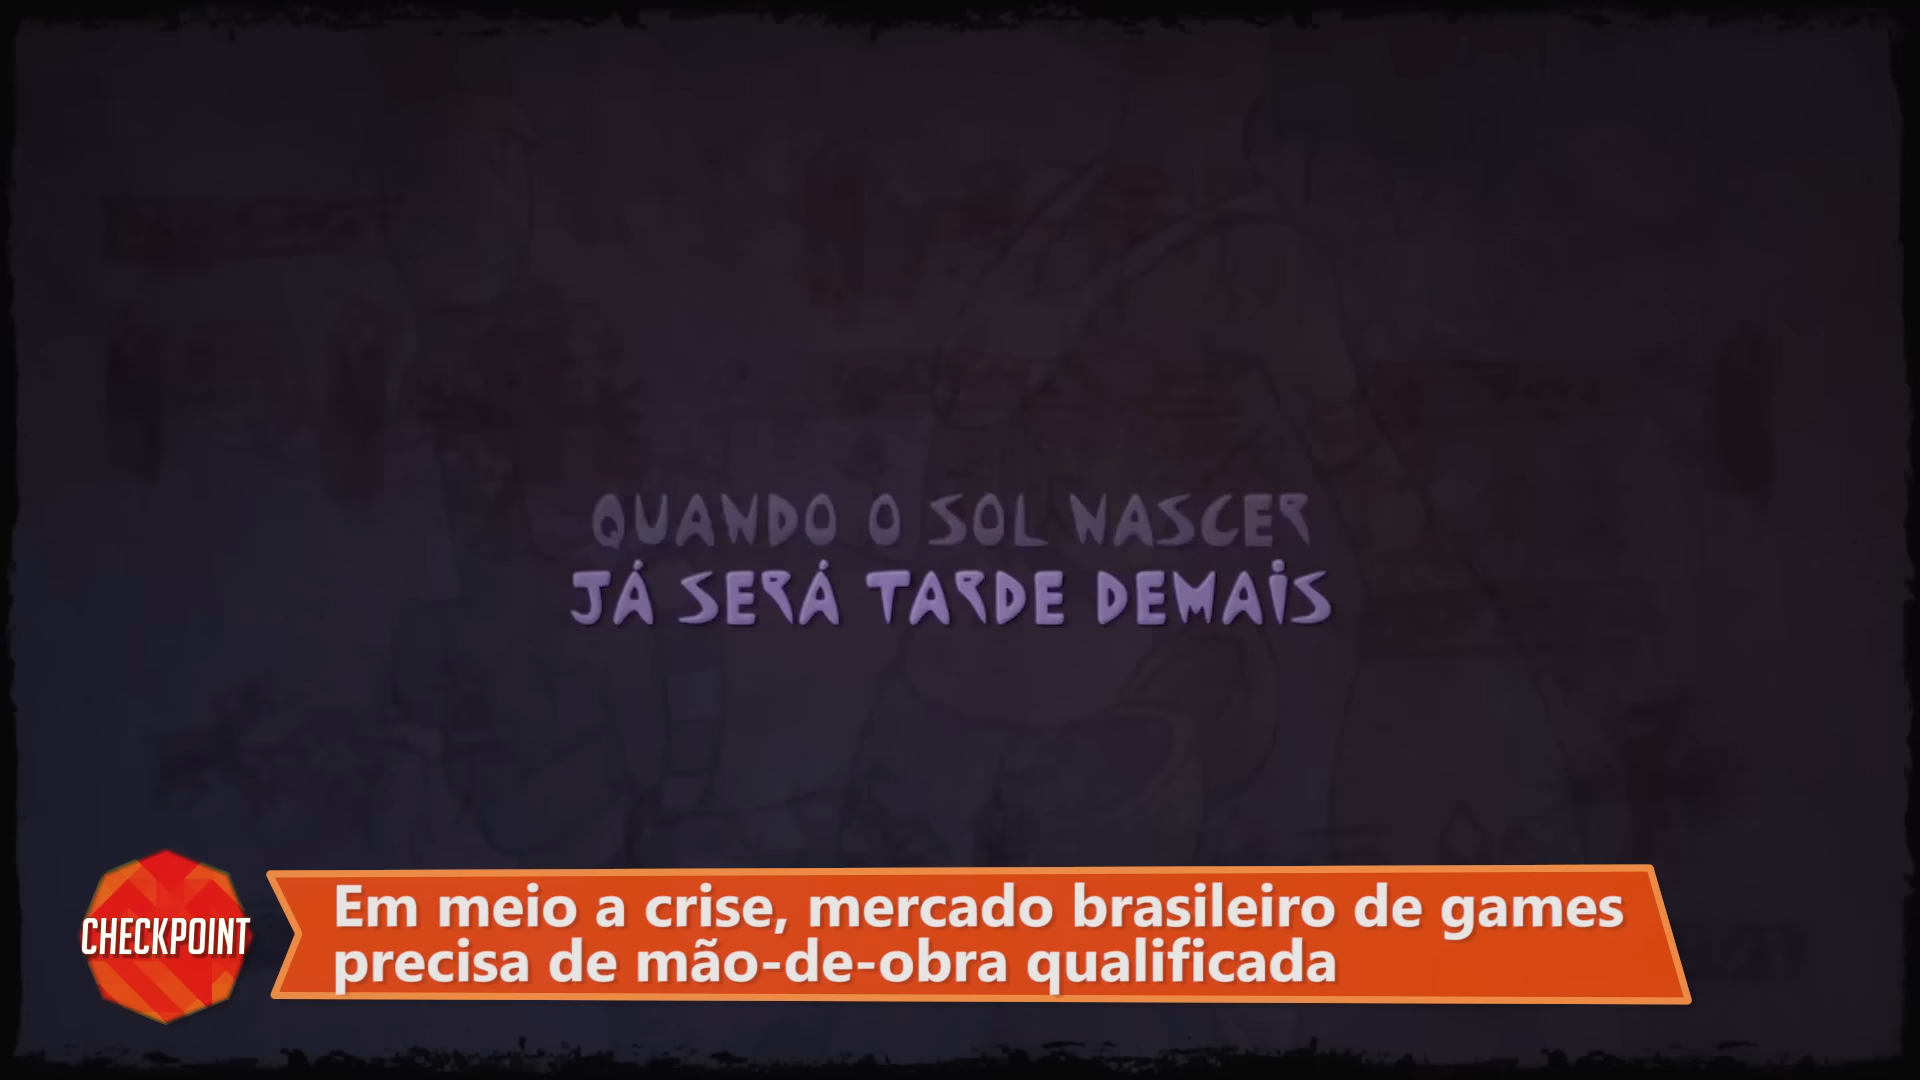 QUANDO O SOL NASCER
JÁ SERÁ TARDE DEMAIS
CHECKPOINT
Em meio a crise, mercado brasileiro de games
precisa de mão-de-obra qualificada